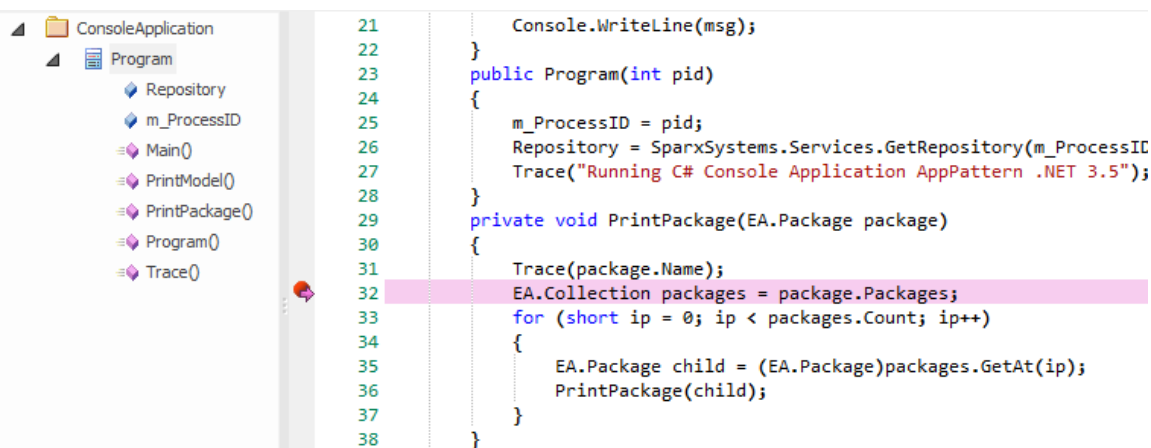 ConsoleApplication
Program
Repository
m_ProcessID
Main()
PrintModel()
PrintPackage()
Program()
Trace()
21 Console.WriteLine(msg);
22 }
23 public Program(int pid)
24 {
25 m_ProcessID = pid;
26 Repository = SparxSystems.Services.GetRepository(m_ProcessID
27 Trace("Running C# Console Application AppPattern .NET 3.5");
28 }
29 private void PrintPackage(EA.Package package)
30 {
31 Trace(package.Name);
32 EA.Collection packages = package.Packages;
33 for (short ip = 0; ip < packages.Count; ip++)
34 {
35 EA.Package child = (EA.Package)packages.GetAt(ip);
36 PrintPackage(child);
37 }
38 }